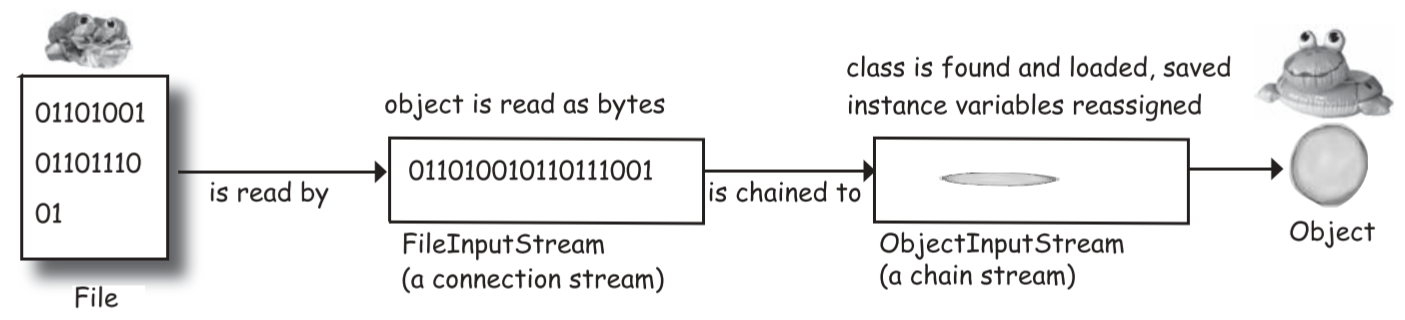 01101001
01101110
01
File
is read by
object is read as bytes
011010010110111001
FileInputStream
(a connection stream)
is chained to
class is found and loaded, saved
instance variables reassigned
ObjectInputStream
(a chain stream)
Object